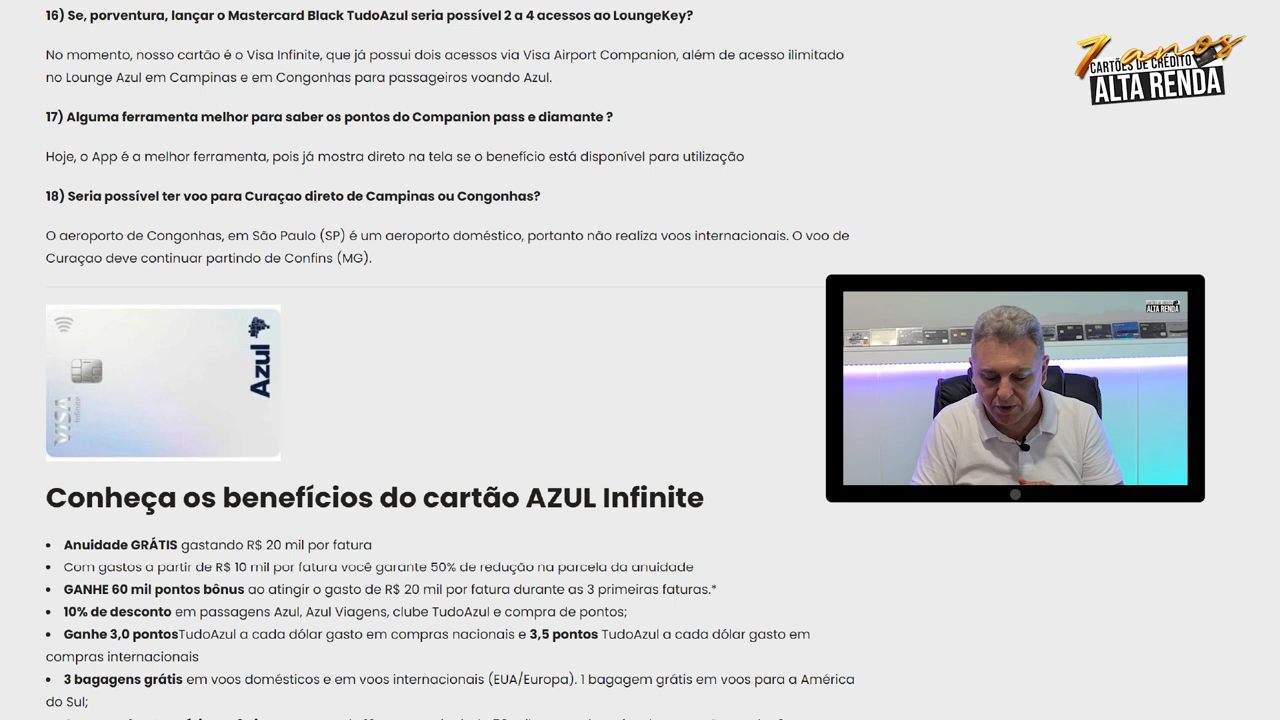 16) Se, porventura, lançar o Mastercard Black TudoAzul seria possível 2 a 4 acessos ao LoungeKey?
No momento, nosso cartão é o Visa Infinite, que já possui dois acessos via Visa Airport Companion, além de acesso ilimitado
no Lounge Azul em Campinas e em Congonhas para passageiros voando Azul.
17) Alguma ferramenta melhor para saber os pontos do Companion pass e diamante ?
Hoje, o App é a melhor ferramenta, pois já mostra direto na tela se o benefício está disponível para utilização
18) Seria possível ter voo para Curaçao direto de Campinas ou Congonhas?
O aeroporto de Congonhas, em São Paulo (SP) é um aeroporto doméstico, portanto não realiza voos internacionais. O voo de
Curaçao deve continuar partindo de Confins (MG).
7 anos
CARTÕES DE CRÉDITO
ALTA RENDA
ALTA RENDA
Azul
VISA
Infinite
Conheça os benefícios do cartão AZUL Infinite
• Anuidade GRÁTIS gastando R$ 20 mil por fatura
• Com gastos a partir de R$ 10 mil por fatura você garante 50% de redução na parcela da anuidade
• GANHE 60 mil pontos bônus ao atingir o gasto de R$ 20 mil por fatura durante as 3 primeiras faturas.*
• 10% de desconto em passagens Azul, Azul Viagens, clube TudoAzul e compra de pontos;
• Ganhe 3,0 pontosTudoAzul a cada dólar gasto em compras nacionais e 3,5 pontos TudoAzul a cada dólar gasto em
compras internacionais
• 3 bagagens grátis em voos domésticos e em voos internacionais (EUA/Europa). 1 bagagem grátis em voos para a América
do Sul;